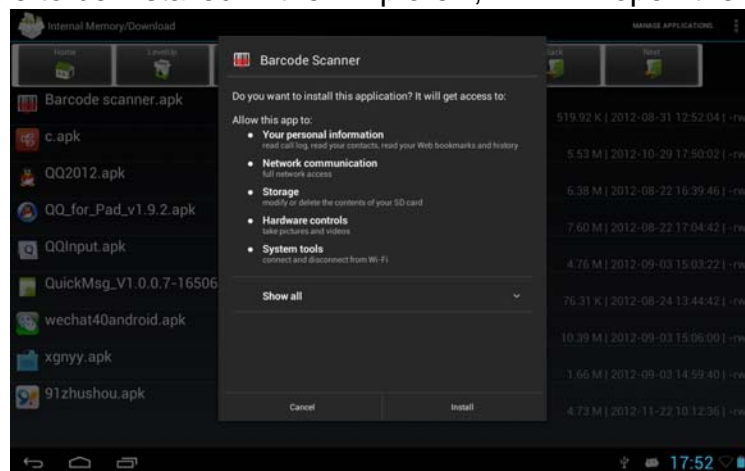 Internal Memory/Download
MANAGE APPLICATIONS
Home
LevelUp
Next
Barcode Scanner
Do you want to install this application? It will get access to:
Allow this app to:
Your personal information
read call log, read your contacts, read your Web bookmarks and history
Network communication
full network access
Storage
modify or delete the contents of your SD card
Hardware controls
take pictures and videos
System tools
connect and disconnect from Wi-Fi
Show all
Cancel
Install
Barcode scanner.apk
519.92 K | 2012-08-31 12:52:04 | -rw
c.apk
5.53 M | 2012-10-29 17:50:02 | -rw
QQ2012.apk
6.38 M | 2012-08-22 16:39:46 | -rw
QQ_for_Pad_v1.9.2.apk
7.60 M | 2012-08-22 17:04:42 | -rw
QQInput.apk
4.76 M | 2012-09-03 15:03:22 | -rw
QuickMsg_V1.0.0.7-16506
76.31 K | 2012-08-24 13:44:42 | -rw
wechat40android.apk
10.39 M | 2012-09-03 15:06:00 | -rw
xgnyy.apk
1.66 M | 2012-09-03 14:59:40 | -rw
91zhushou.apk
4.73 M | 2012-11-22 10:12:36 | -rw
17:52